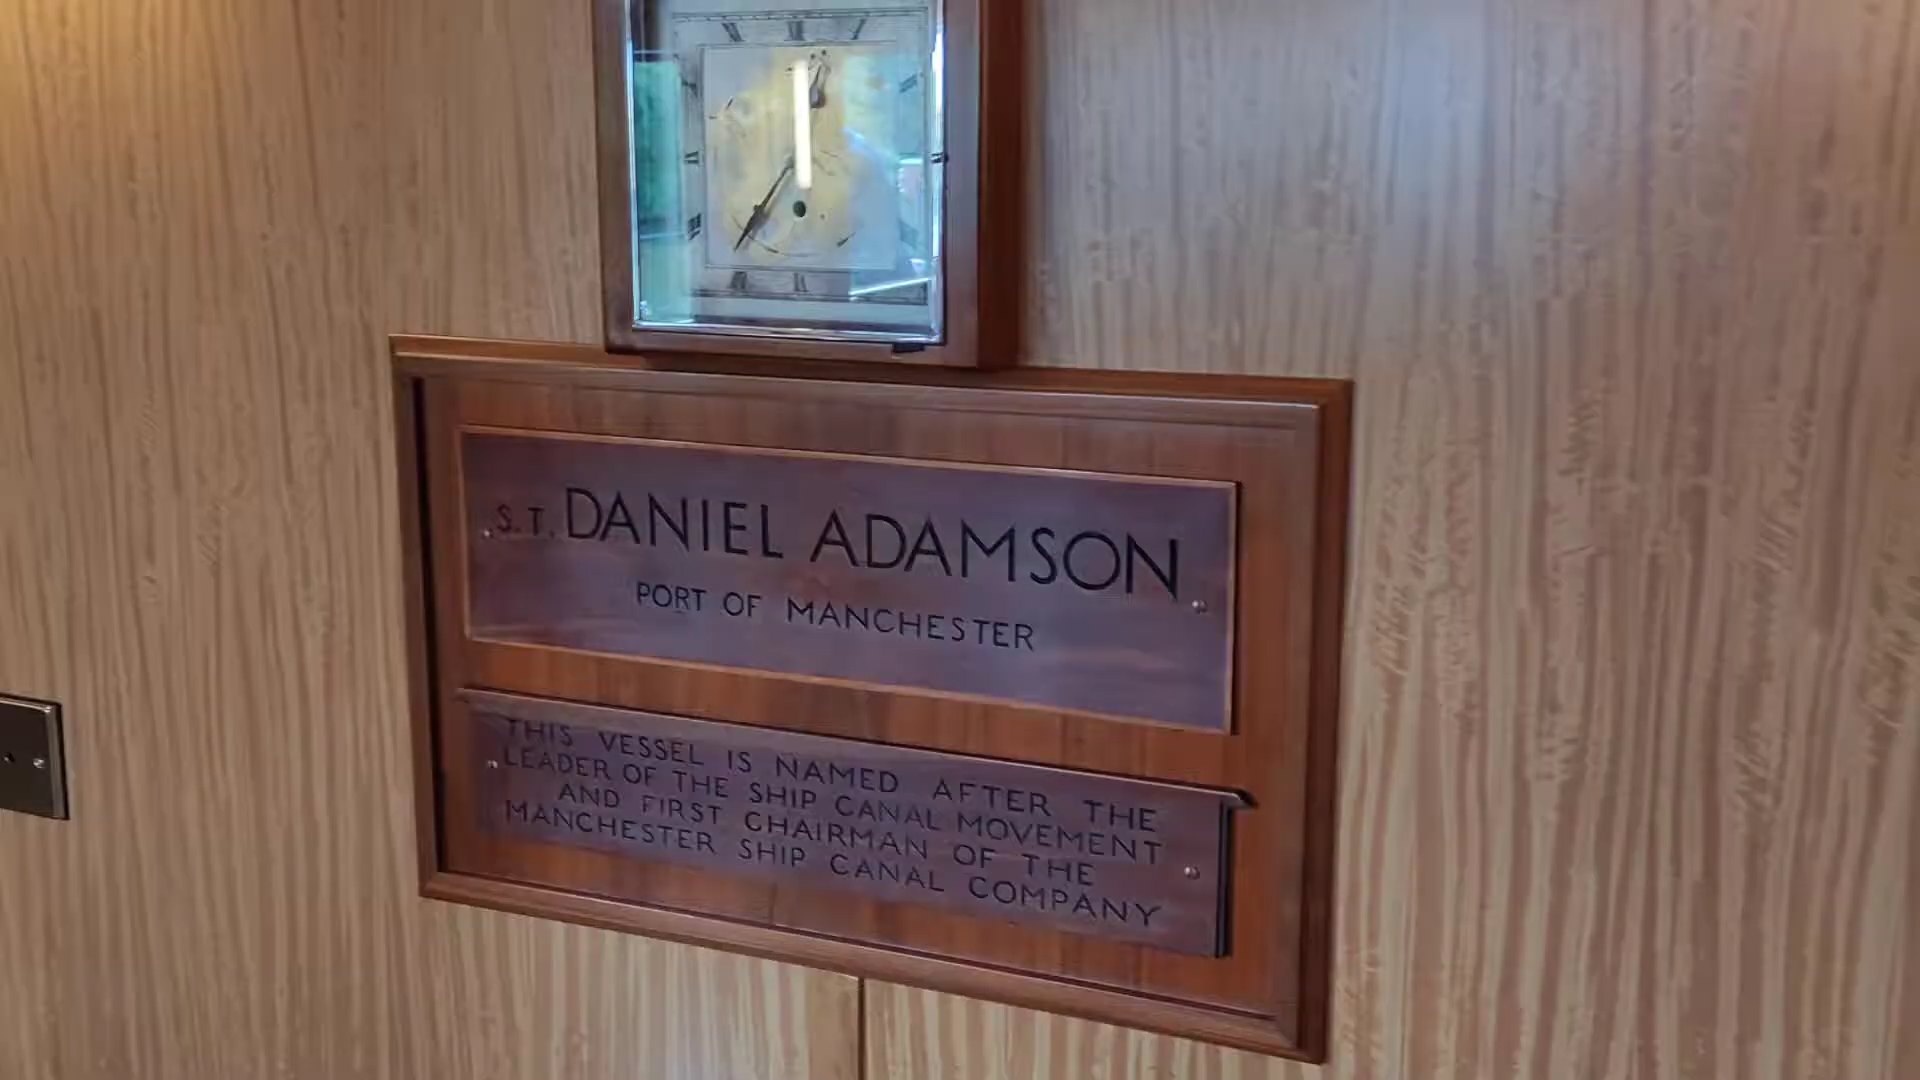 S.T. DANIEL ADAMSON
PORT OF MANCHESTER
THIS VESSEL IS NAMED AFTER THE
LEADER OF THE SHIP CANAL MOVEMENT
AND FIRST CHAIRMAN OF THE
MANCHESTER SHIP CANAL COMPANY